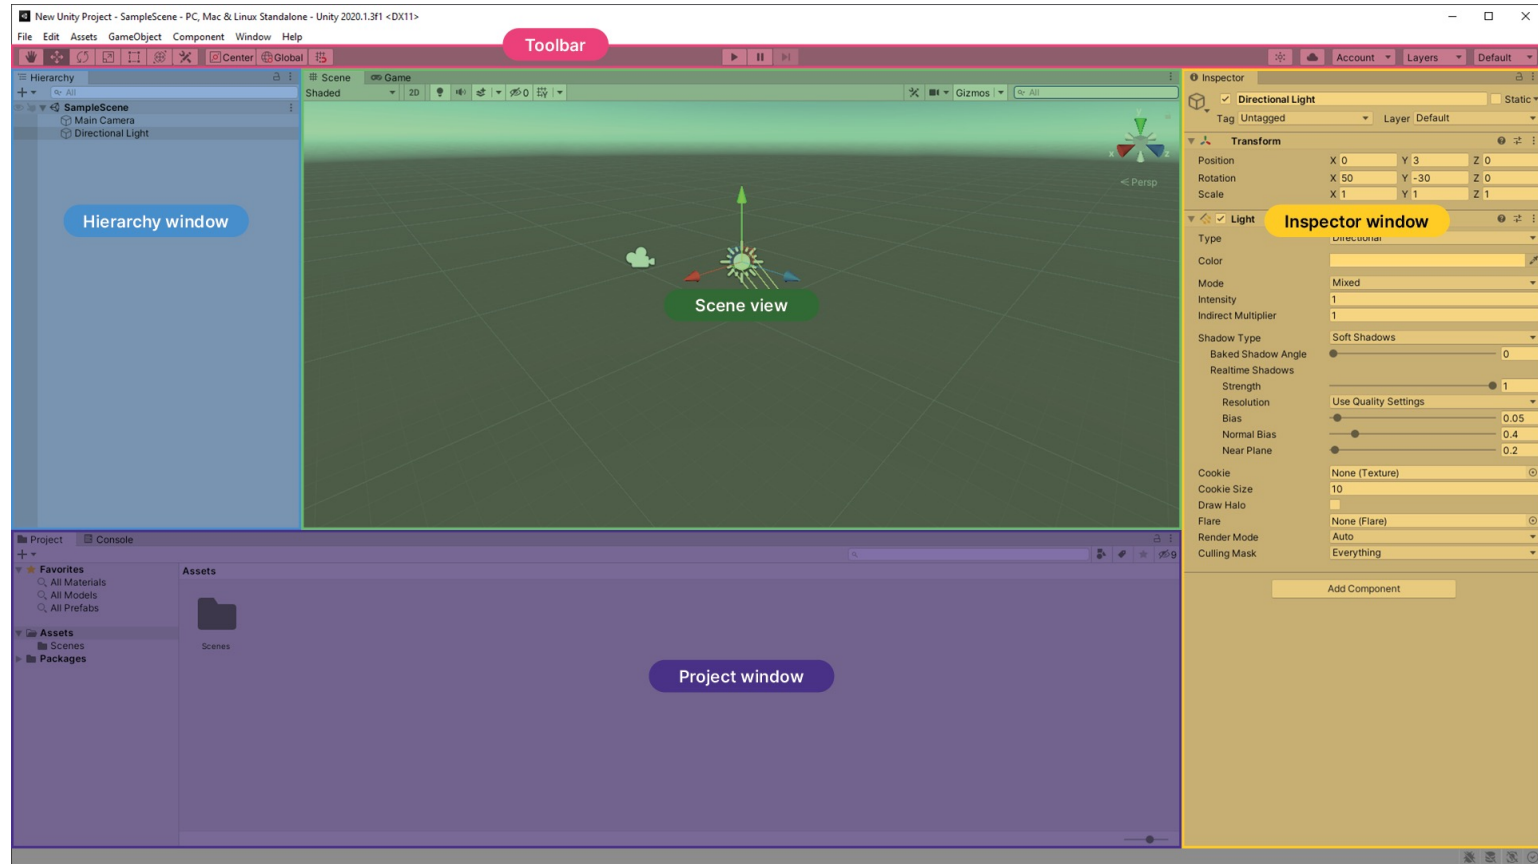 New Unity Project - SampleScene - PC, Mac & Linux Standalone - Unity 2020.1.3f1 <DX11>
File Edit Assets GameObject Component Window Help
Toolbar
Center Global
Account Layers Default
Hierarchy
All
SampleScene
Main Camera
Directional Light
Hierarchy window
Scene Game
Shaded 2D 0 Gizmos All
Y
X Z
Persp
Scene view
Inspector
Directional Light Static
Tag Untagged Layer Default
Transform
Position X 0 Y 3 Z 0
Rotation X 50 Y -30 Z 0
Scale X 1 Y 1 Z 1
Light
Inspector window
Type Directional
Color
Mode Mixed
Intensity 1
Indirect Multiplier 1
Shadow Type Soft Shadows
Baked Shadow Angle 0
Realtime Shadows
Strength 1
Resolution Use Quality Settings
Bias 0.05
Normal Bias 0.4
Near Plane 0.2
Cookie None (Texture)
Cookie Size 10
Draw Halo
Flare None (Flare)
Render Mode Auto
Culling Mask Everything
Add Component
Project Console
9
Favorites
All Materials
All Models
All Prefabs
Assets
Scenes
Packages
Assets
Scenes
Project window